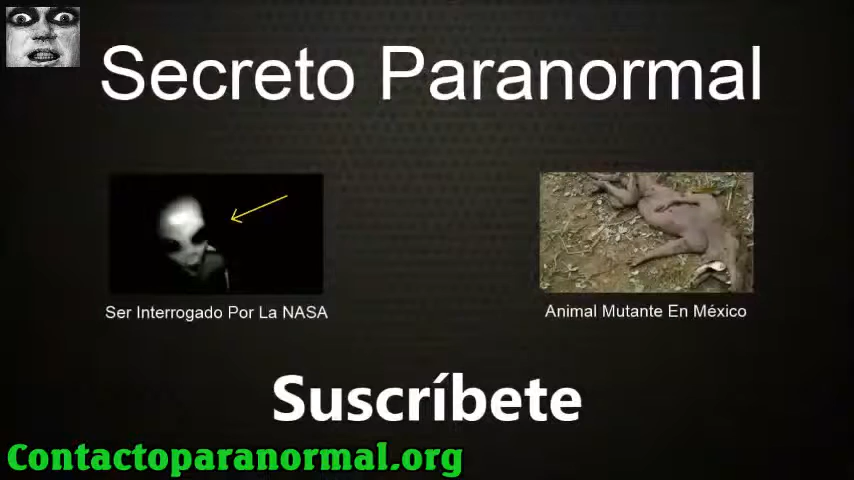 Secreto Paranormal
Ser Interrogado Por La NASA
Animal Mutante En México
Suscríbete
Contactoparanormal.org